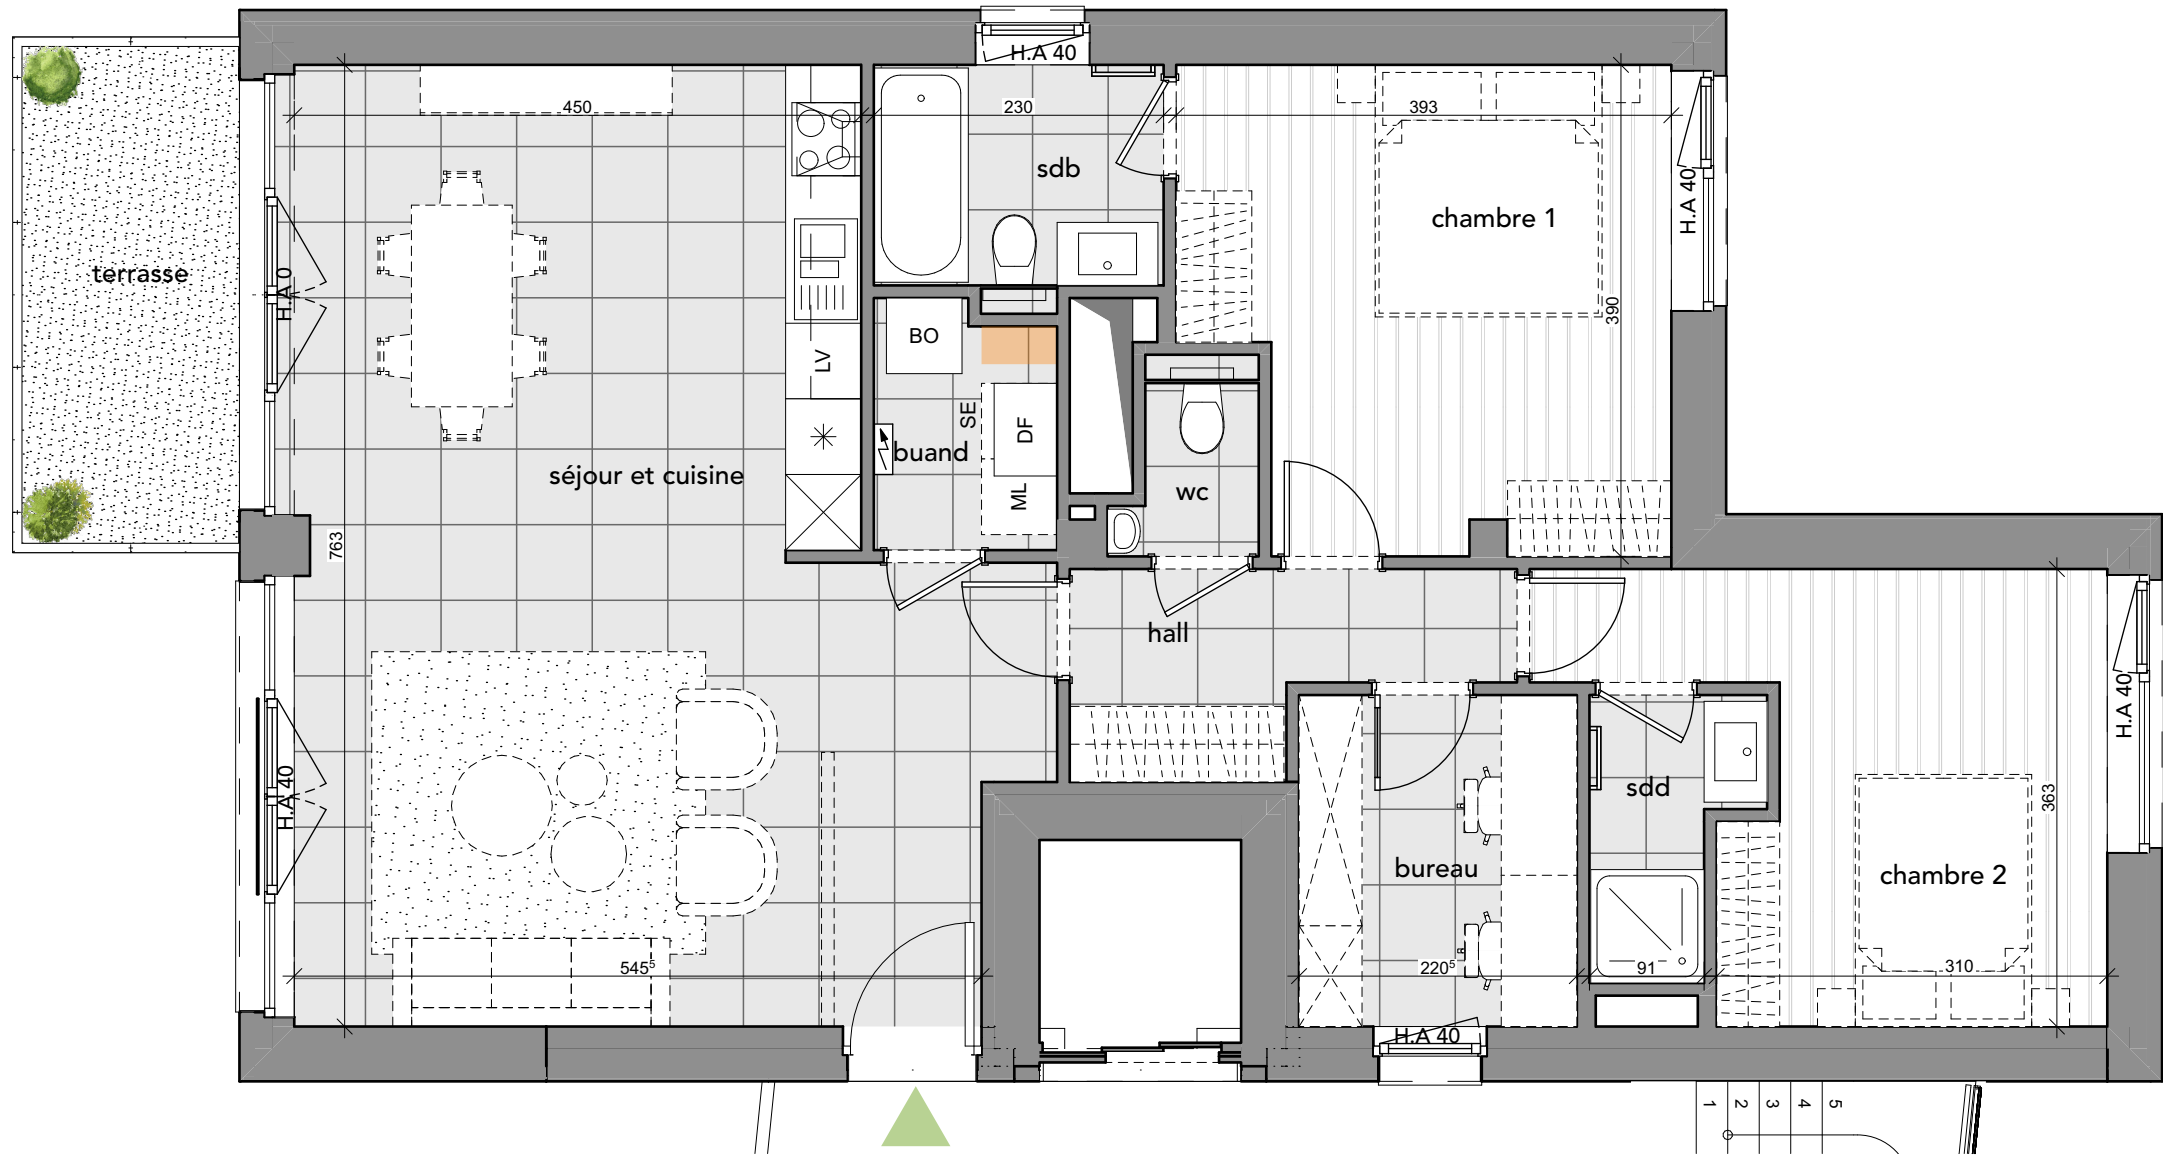 H.A 40
450
230
393
sdb
chambre 1
H.A 40
terrasse
H.A 0
390
BO
LV
SE
DF
buand
séjour et cuisine
ML
wc
763
hall
H.A 40
H.A 40
sdd
363
bureau
chambre 2
545⁵
220⁵
91
310
H.A 40
1
2
3
4
5